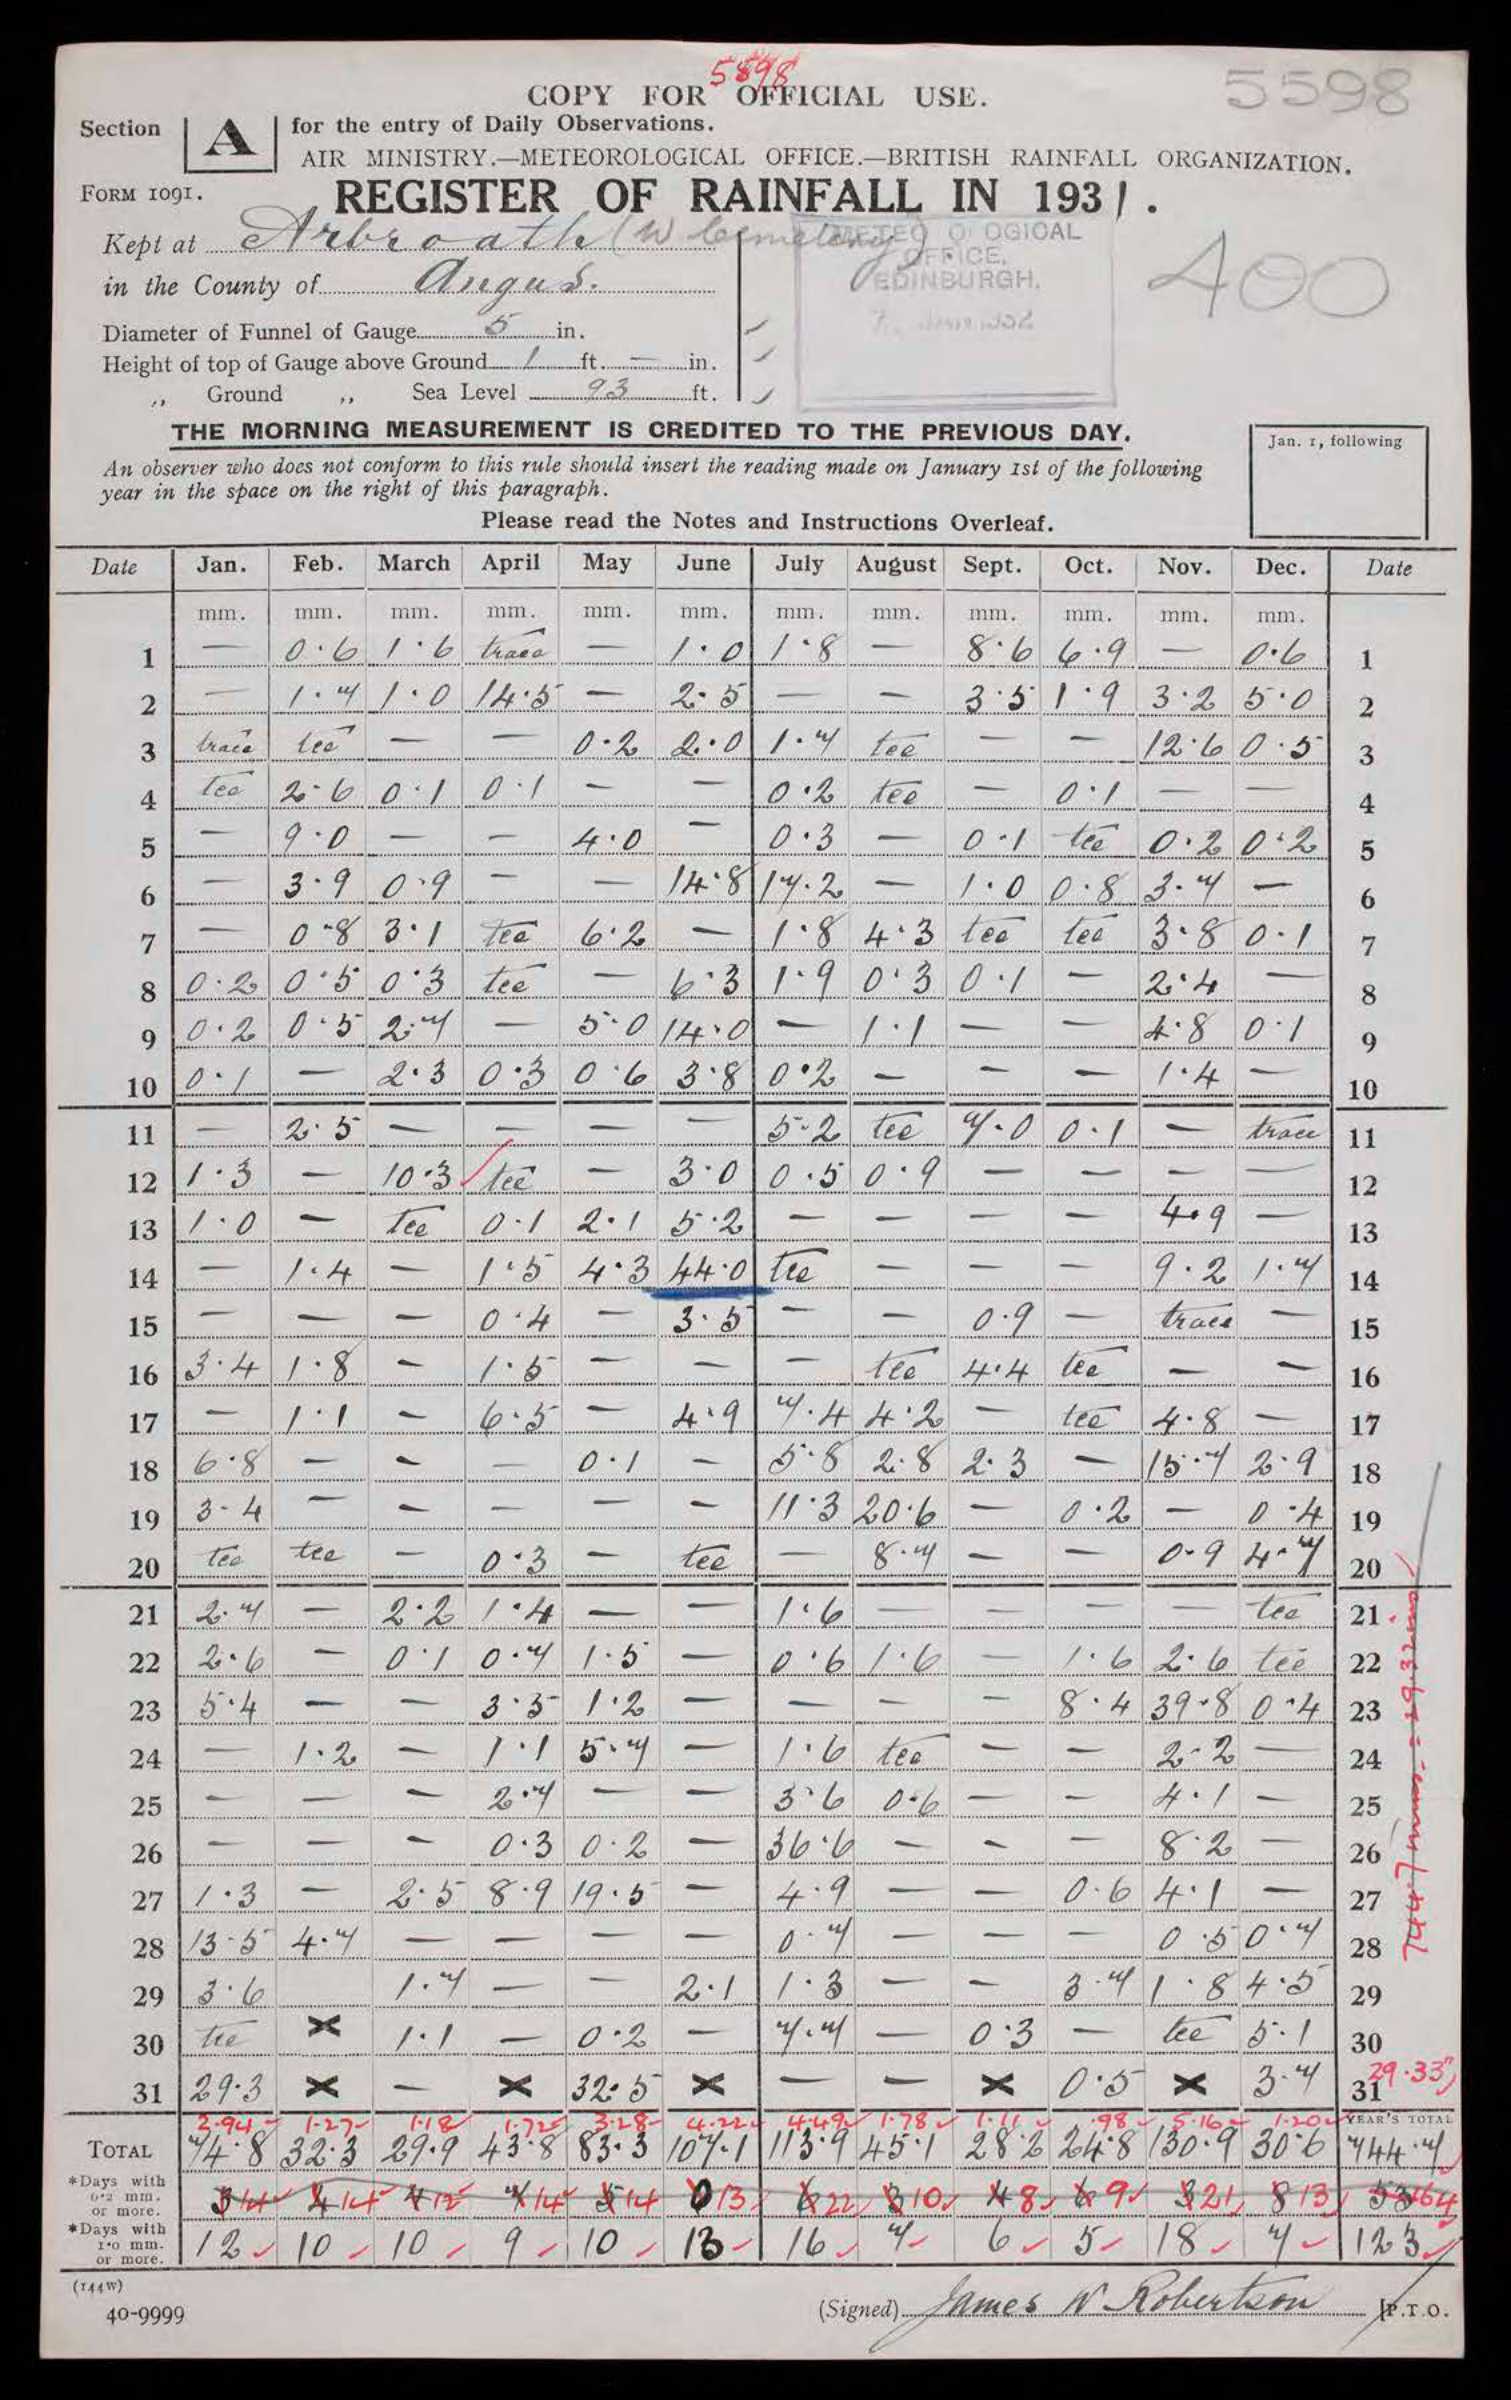 5898
COPY FOR OFFICIAL USE.
5598
Section A for the entry of Daily Observations.
AIR MINISTRY.—METEOROLOGICAL OFFICE.—BRITISH RAINFALL ORGANIZATION.
FORM 1091.
REGISTER OF RAINFALL IN 1931.
Kept at Arbroath (W Cemetery)
METEOROLOGICAL
OFFICE,
EDINBURGH.
400
in the County of Angus.
Diameter of Funnel of Gauge 5 in.
Height of top of Gauge above Ground 1 ft. — in.
,, Ground ,, Sea Level 93 ft.
THE MORNING MEASUREMENT IS CREDITED TO THE PREVIOUS DAY.
Jan. 1, following
An observer who does not conform to this rule should insert the reading made on January 1st of the following
year in the space on the right of this paragraph.
Please read the Notes and Instructions Overleaf.
Date Jan. Feb. March April May June July August Sept. Oct. Nov. Dec. Date
mm. mm. mm. mm. mm. mm. mm. mm. mm. mm. mm. mm.
1 — 0.6 1.6 trace — 1.0 1.8 — 8.6 6.9 — 0.6 1
2 — 1.7 1.0 14.5 — 2.5 — — 3.5 1.9 3.2 5.0 2
3 trace tce — — 0.2 2.0 1.7 tce — — 12.6 0.5 3
4 tce 2.6 0.1 0.1 — — 0.2 tce — 0.1 — — 4
5 — 9.0 — — 4.0 — 0.3 — 0.1 tce 0.2 0.2 5
6 — 3.9 0.9 — — 14.8 17.2 — 1.0 0.8 3.7 — 6
7 — 0.8 3.1 tce 6.2 — 1.8 4.3 tce tce 3.8 0.1 7
8 0.2 0.5 0.3 tce — 6.3 1.9 0.3 0.1 — 2.4 — 8
9 0.2 0.5 2.7 — 5.0 14.0 — 1.1 — — 4.8 0.1 9
10 0.1 — 2.3 0.3 0.6 3.8 0.2 — — — 1.4 — 10
11 — 2.5 — — — — 5.2 tce 7.0 0.1 — trace 11
12 1.3 — 10.3 tce — 3.0 0.5 0.9 — — — — 12
13 1.0 — tce 0.1 2.1 5.2 — — — — 4.9 — 13
14 — 1.4 — 1.5 4.3 44.0 tce — — — 9.2 1.7 14
15 — — — 0.4 — 3.5 — — 0.9 — trace — 15
16 3.4 1.8 — 1.5 — — — tce 4.4 tce — — 16
17 — 1.1 — 6.5 — 4.9 7.4 4.2 — tce 4.8 — 17
18 6.8 — — — 0.1 — 5.8 2.8 2.3 — 15.7 2.9 18
19 3.4 — — — — — 11.3 20.6 — 0.2 — 0.4 19
20 tce tce — 0.3 — tce — 8.7 — — 0.9 4.7 20
21 2.7 — 2.2 1.4 — — 1.6 — — — — tce 21
22 2.6 — 0.1 0.7 1.5 — 0.6 1.6 — 1.6 2.6 tce 22
23 5.4 — — 3.5 1.2 — — — — 8.4 39.8 0.4 23
24 — 1.2 — 1.1 5.7 — 1.6 tce — — 2.2 — 24
25 — — — 2.7 — — 3.6 0.6 — — 4.1 — 25
26 — — — 0.3 0.2 — 36.6 — — — 8.2 — 26
27 1.3 — 2.5 8.9 19.5 — 4.9 — — 0.6 4.1 — 27
28 13.5 4.7 — — — — 0.7 — — — 0.5 0.7 28
29 3.6 1.7 — — 2.1 1.3 — — 3.7 1.8 4.5 29
30 tce × 1.1 — 0.2 — 7.7 — 0.3 — tce 5.1 30
31 29.3 × — × 32.5 × — — × 0.5 × 3.7 31
29.33"
2.94 1.27 1.18 1.72 3.28 4.22 4.49 1.78 1.11 .98 5.16 1.20 YEAR'S TOTAL
TOTAL 74.8 32.3 29.9 43.8 83.3 107.1 113.9 45.1 28.2 24.8 130.9 30.6 744.7
*Days with 0.2 mm. or more. 14 14 12 14 14 13 22 10 8 9 21 13 164
*Days with 1.0 mm. or more. 12 10 10 9 10 13 16 7 6 5 18 7 123
744.7 mm. = 29.32 ins
(144W)
40-9999
(Signed) James W Robertson [P.T.O.